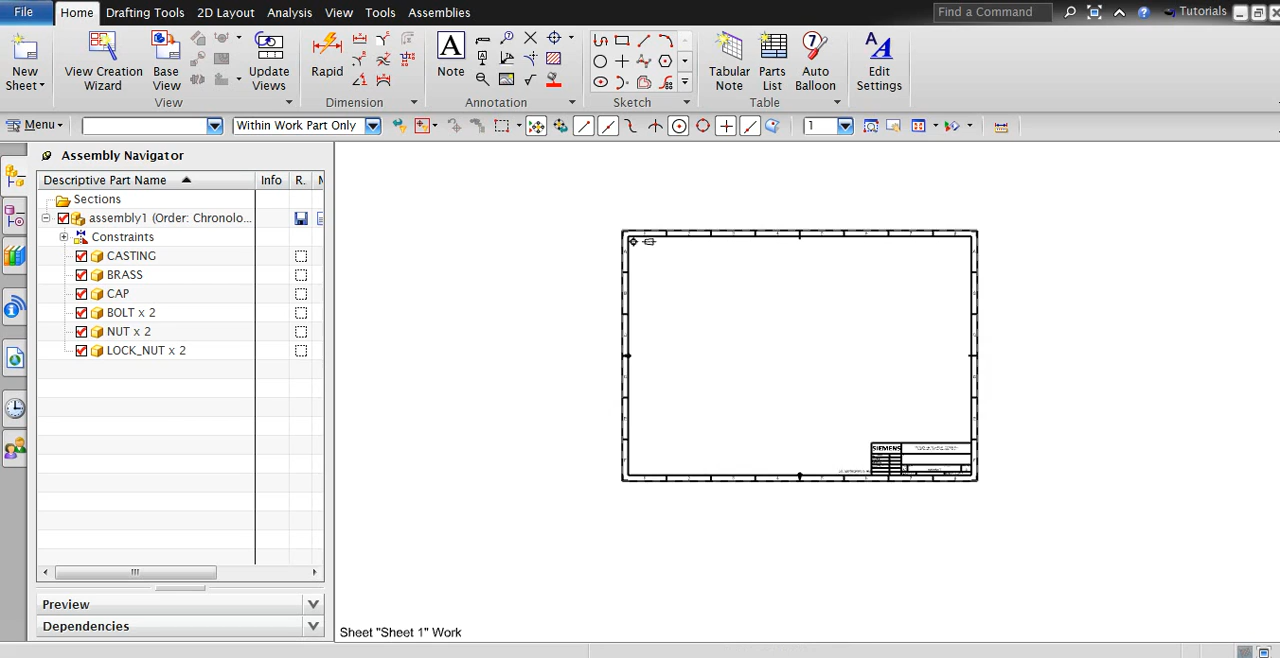 File
Home
Drafting Tools
2D Layout
Analysis
View
Tools
Assemblies
Find a Command
Tutorials
New Sheet
View Creation Wizard
Base View
Update Views
View
Rapid
Dimension
Note
Annotation
Sketch
Tabular Note
Parts List
Auto Balloon
Table
Edit Settings
Menu
Within Work Part Only
1
Assembly Navigator
Descriptive Part Name
Info
R.
Sections
assembly1 (Order: Chronolo...
Constraints
CASTING
BRASS
CAP
BOLT x 2
NUT x 2
LOCK_NUT x 2
Preview
Dependencies
SIEMENS
Sheet "Sheet 1" Work